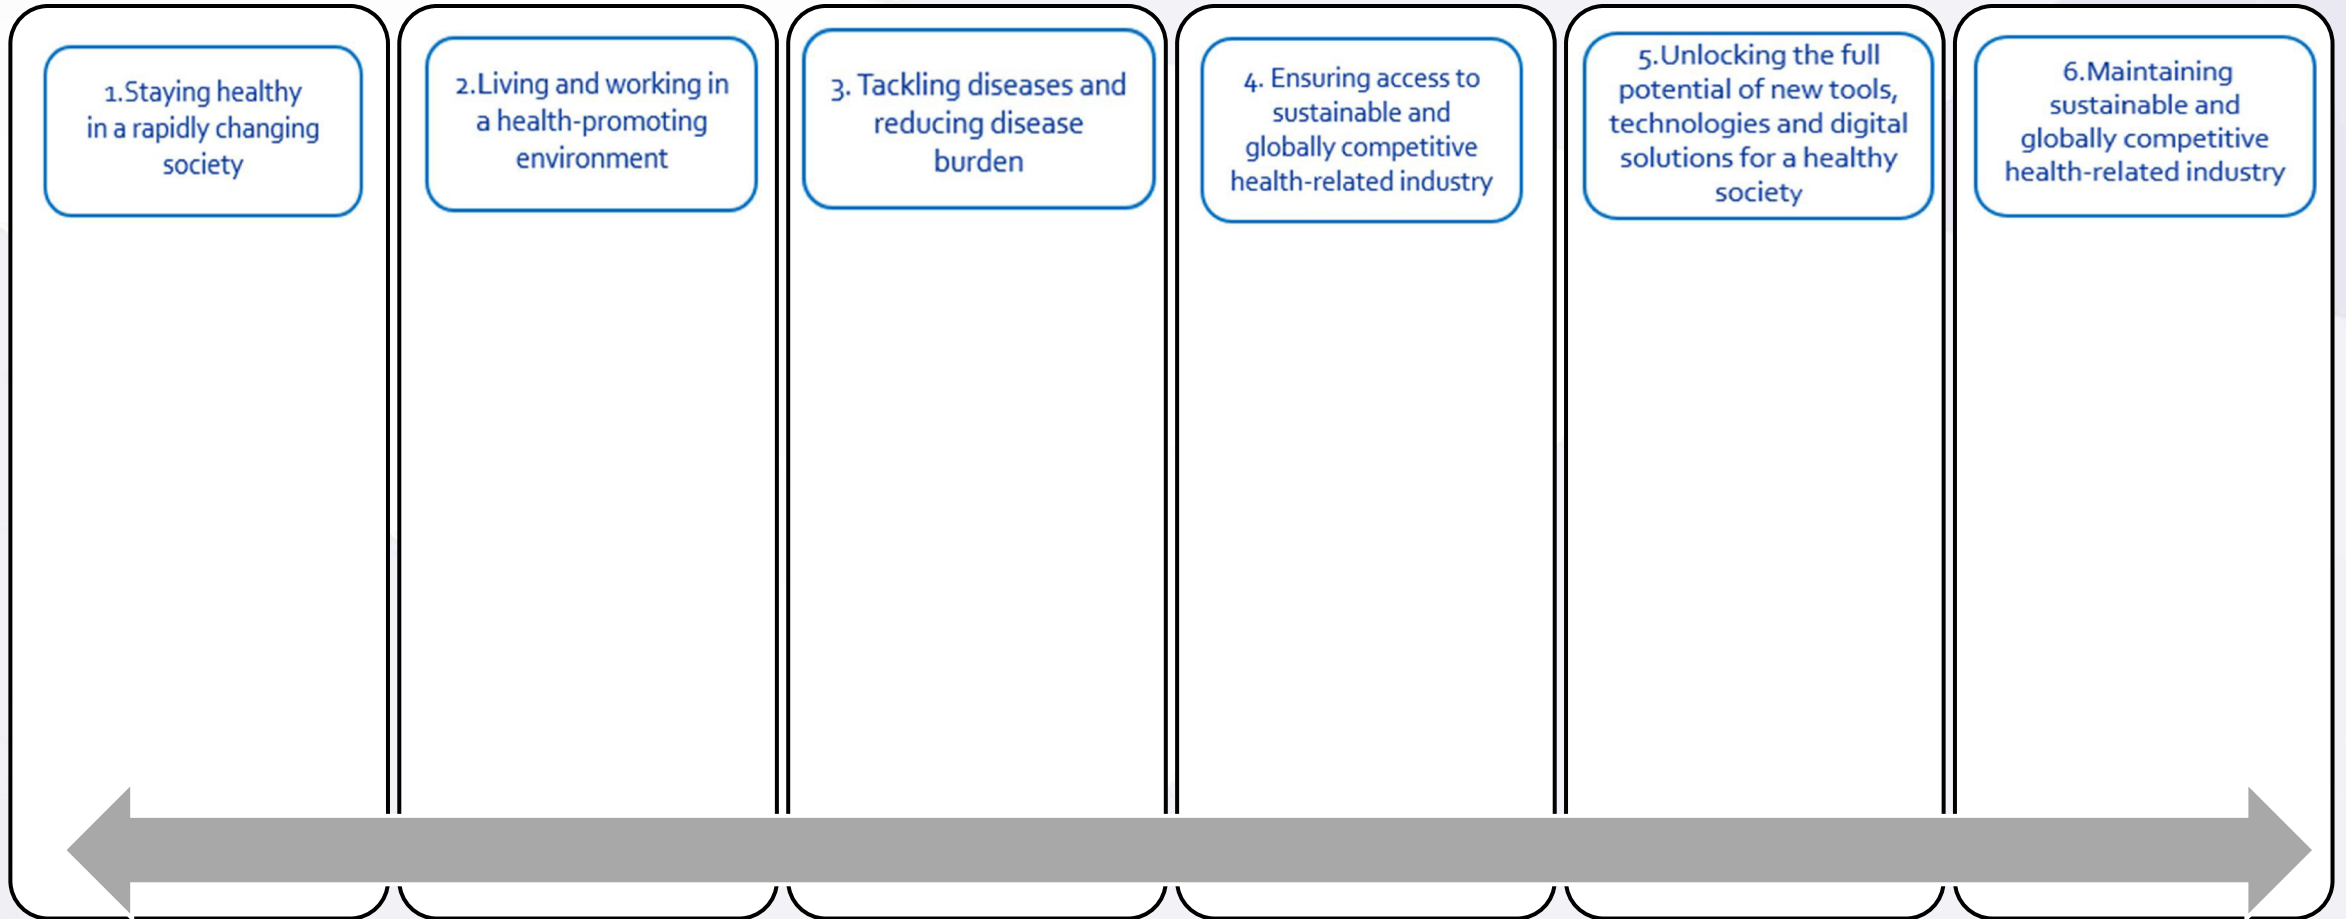 1.Staying healthy
in a rapidly changing
society
2.Living and working in
a health-promoting
environment
3. Tackling diseases and
reducing disease
burden
4. Ensuring access to
sustainable and
globally competitive
health-related industry
5.Unlocking the full
potential of new tools,
technologies and digital
solutions for a healthy
society
6.Maintaining
sustainable and
globally competitive
health-related industry